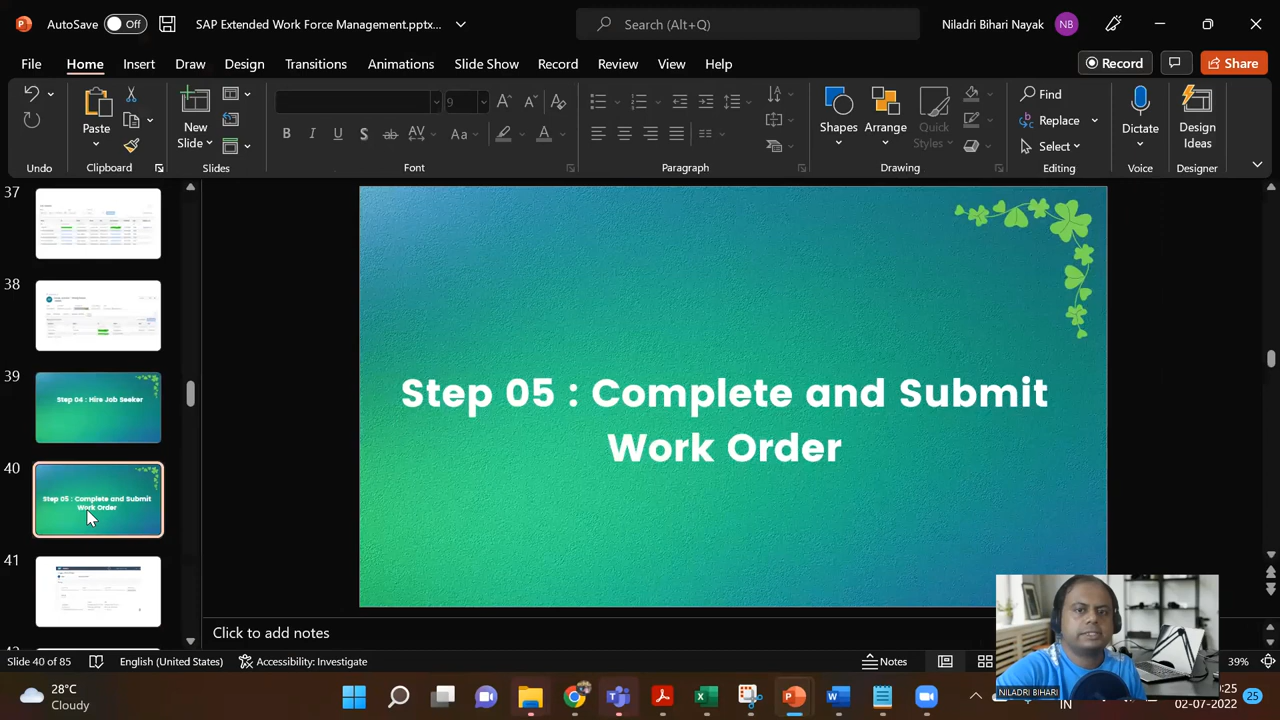 AutoSave Off SAP Extended Work Force Management.pptx... Search (Alt+Q) Niladri Bihari Nayak NB
File Home Insert Draw Design Transitions Animations Slide Show Record Review View Help Record Share
Paste New Slide 9 Aa Shapes Arrange Quick Styles Find Replace Select Dictate Design Ideas
Undo Clipboard Slides Font Paragraph Drawing Editing Voice Designer
37
38
39
Step 04 : Hire Job Seeker
40
Step 05 : Complete and Submit
Work Order
41
Step 05 : Complete and Submit
Work Order
Click to add notes
Slide 40 of 85 English (United States) Accessibility: Investigate Notes 39%
NILADRI BIHARI
28°C
Cloudy
IN
:25
02-07-2022
25